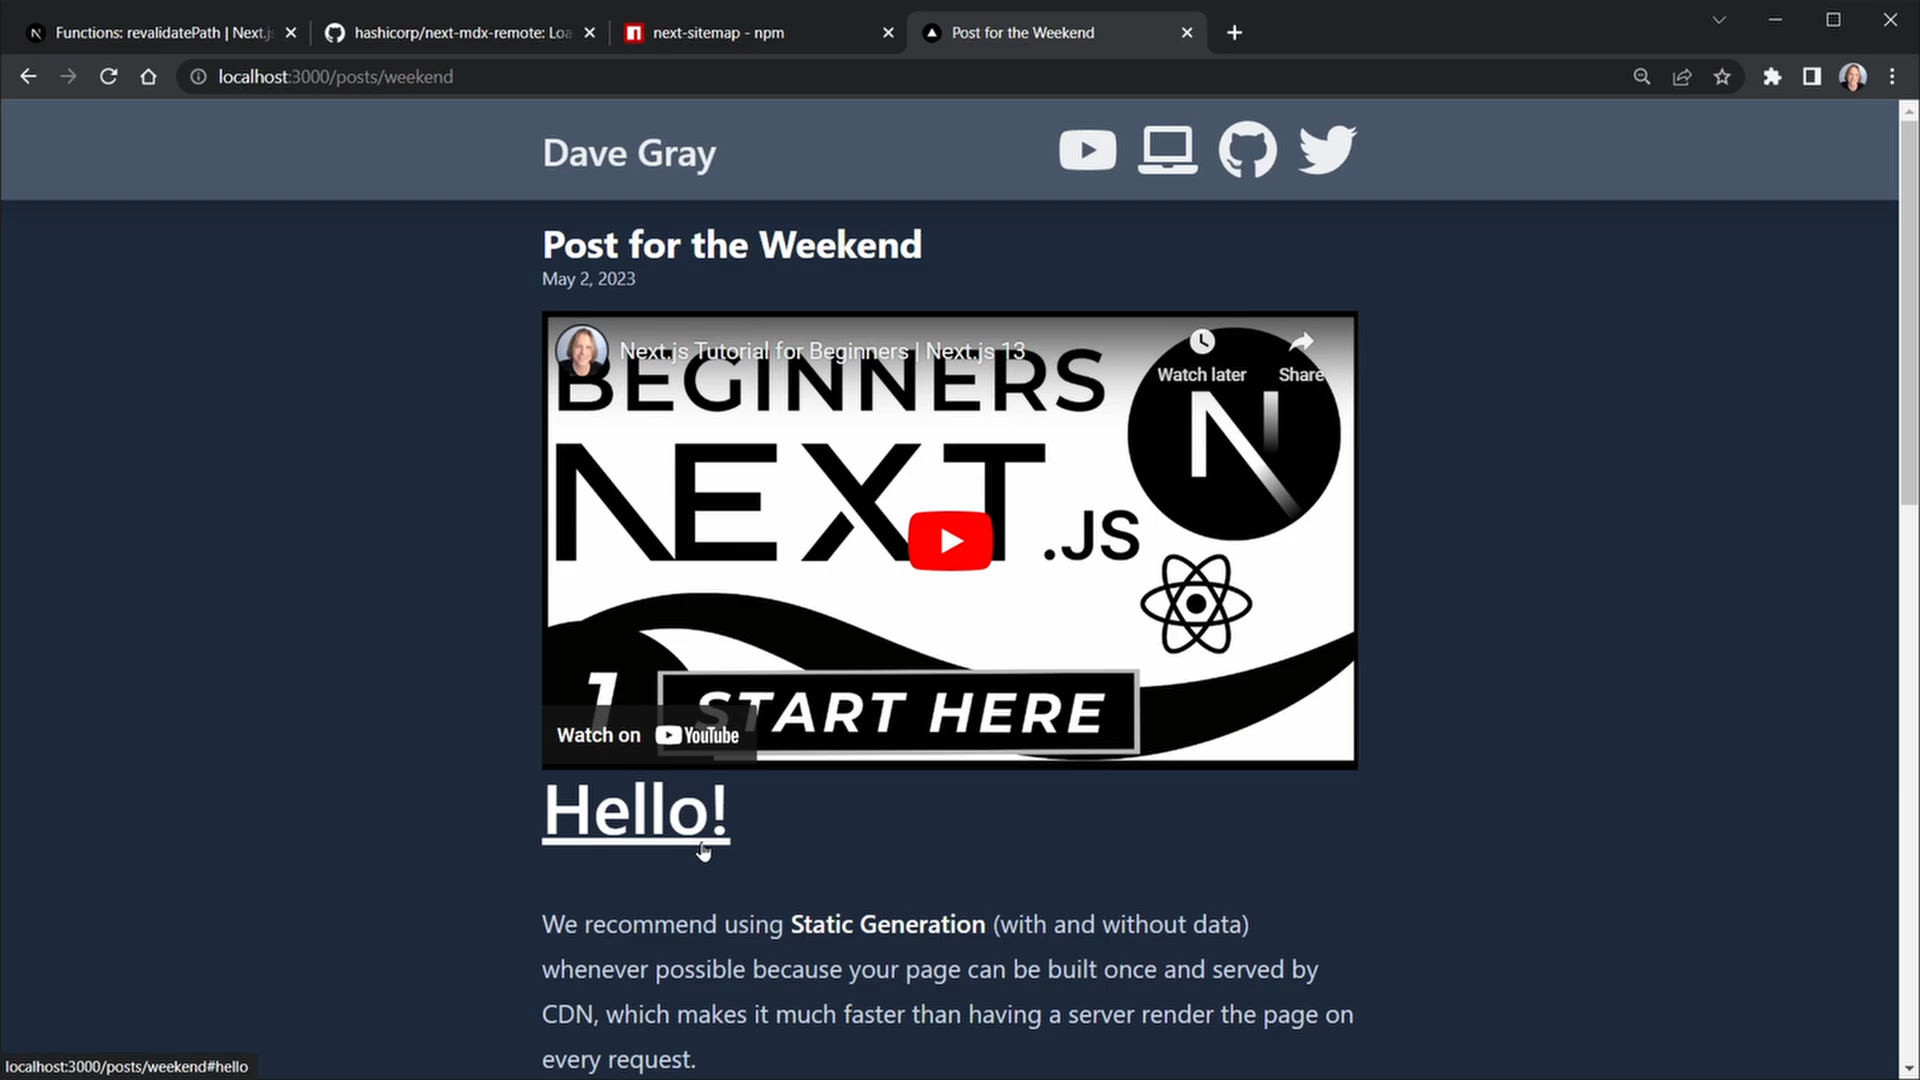 Functions: revalidatePath | Next.js
hashicorp/next-mdx-remote: Loa
next-sitemap - npm
Post for the Weekend
localhost:3000/posts/weekend
Dave Gray
Post for the Weekend
May 2, 2023
Next.js Tutorial for Beginners | Next.js 13
Watch later
Share
BEGINNERS
NEXT
.JS
N
1
START HERE
Watch on YouTube
Hello!
We recommend using Static Generation (with and without data)
whenever possible because your page can be built once and served by
CDN, which makes it much faster than having a server render the page on
every request.
localhost:3000/posts/weekend#hello